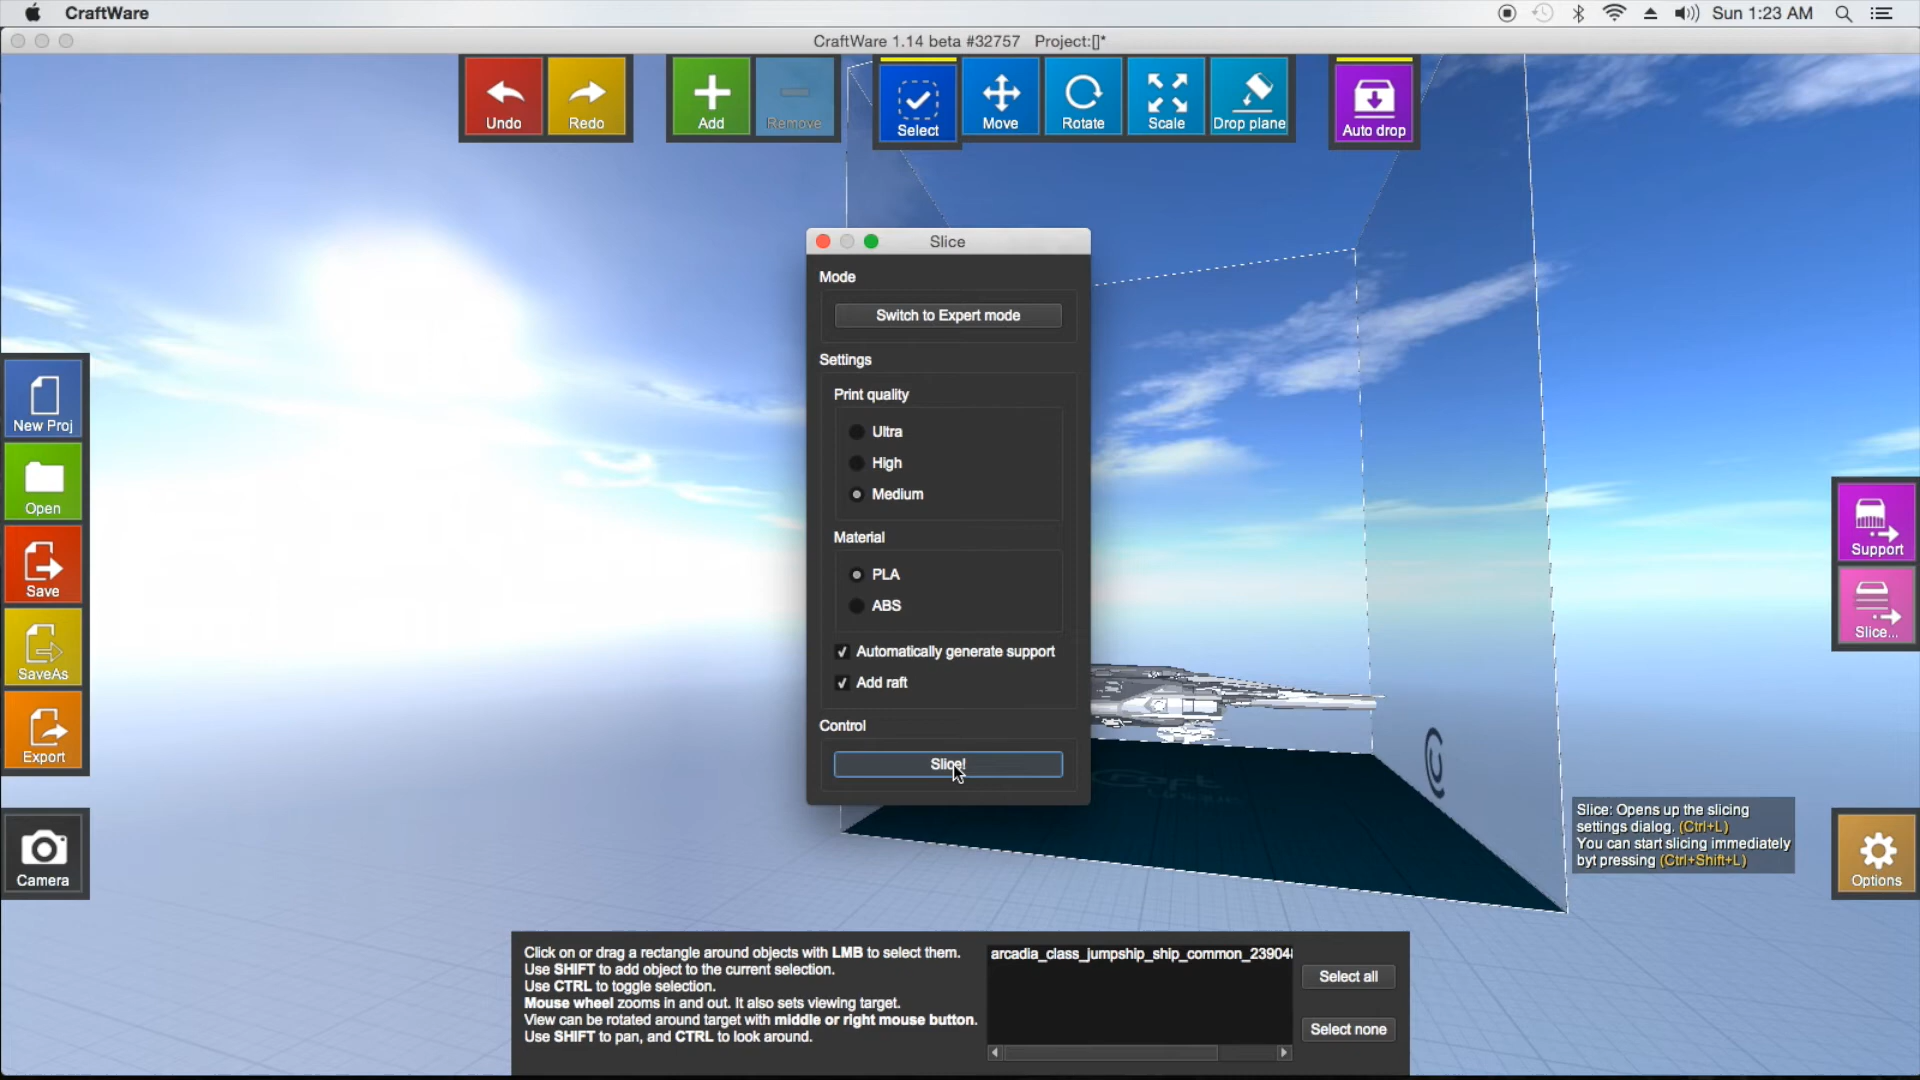 CraftWare
Sun 1:23 AM
CraftWare 1.14 beta #32757 Project:[]*
Undo
Redo
Add
Remove
Select
Move
Rotate
Scale
Drop plane
Auto drop
Slice
Mode
Switch to Expert mode
Settings
Print quality
Ultra
High
Medium
Material
PLA
ABS
Automatically generate support
Add raft
Control
Slice!
New Proj
Open
Save
SaveAs
Export
Camera
Support
Slice...
Slice: Opens up the slicing
settings dialog. (Ctrl+L)
You can start slicing immediately
byt pressing (Ctrl+Shift+L)
Options
Click on or drag a rectangle around objects with LMB to select them.
Use SHIFT to add object to the current selection.
Use CTRL to toggle selection.
Mouse wheel zooms in and out. It also sets viewing target.
View can be rotated around target with middle or right mouse button.
Use SHIFT to pan, and CTRL to look around.
arcadia_class_jumpship_ship_common_23904
Select all
Select none
Craft